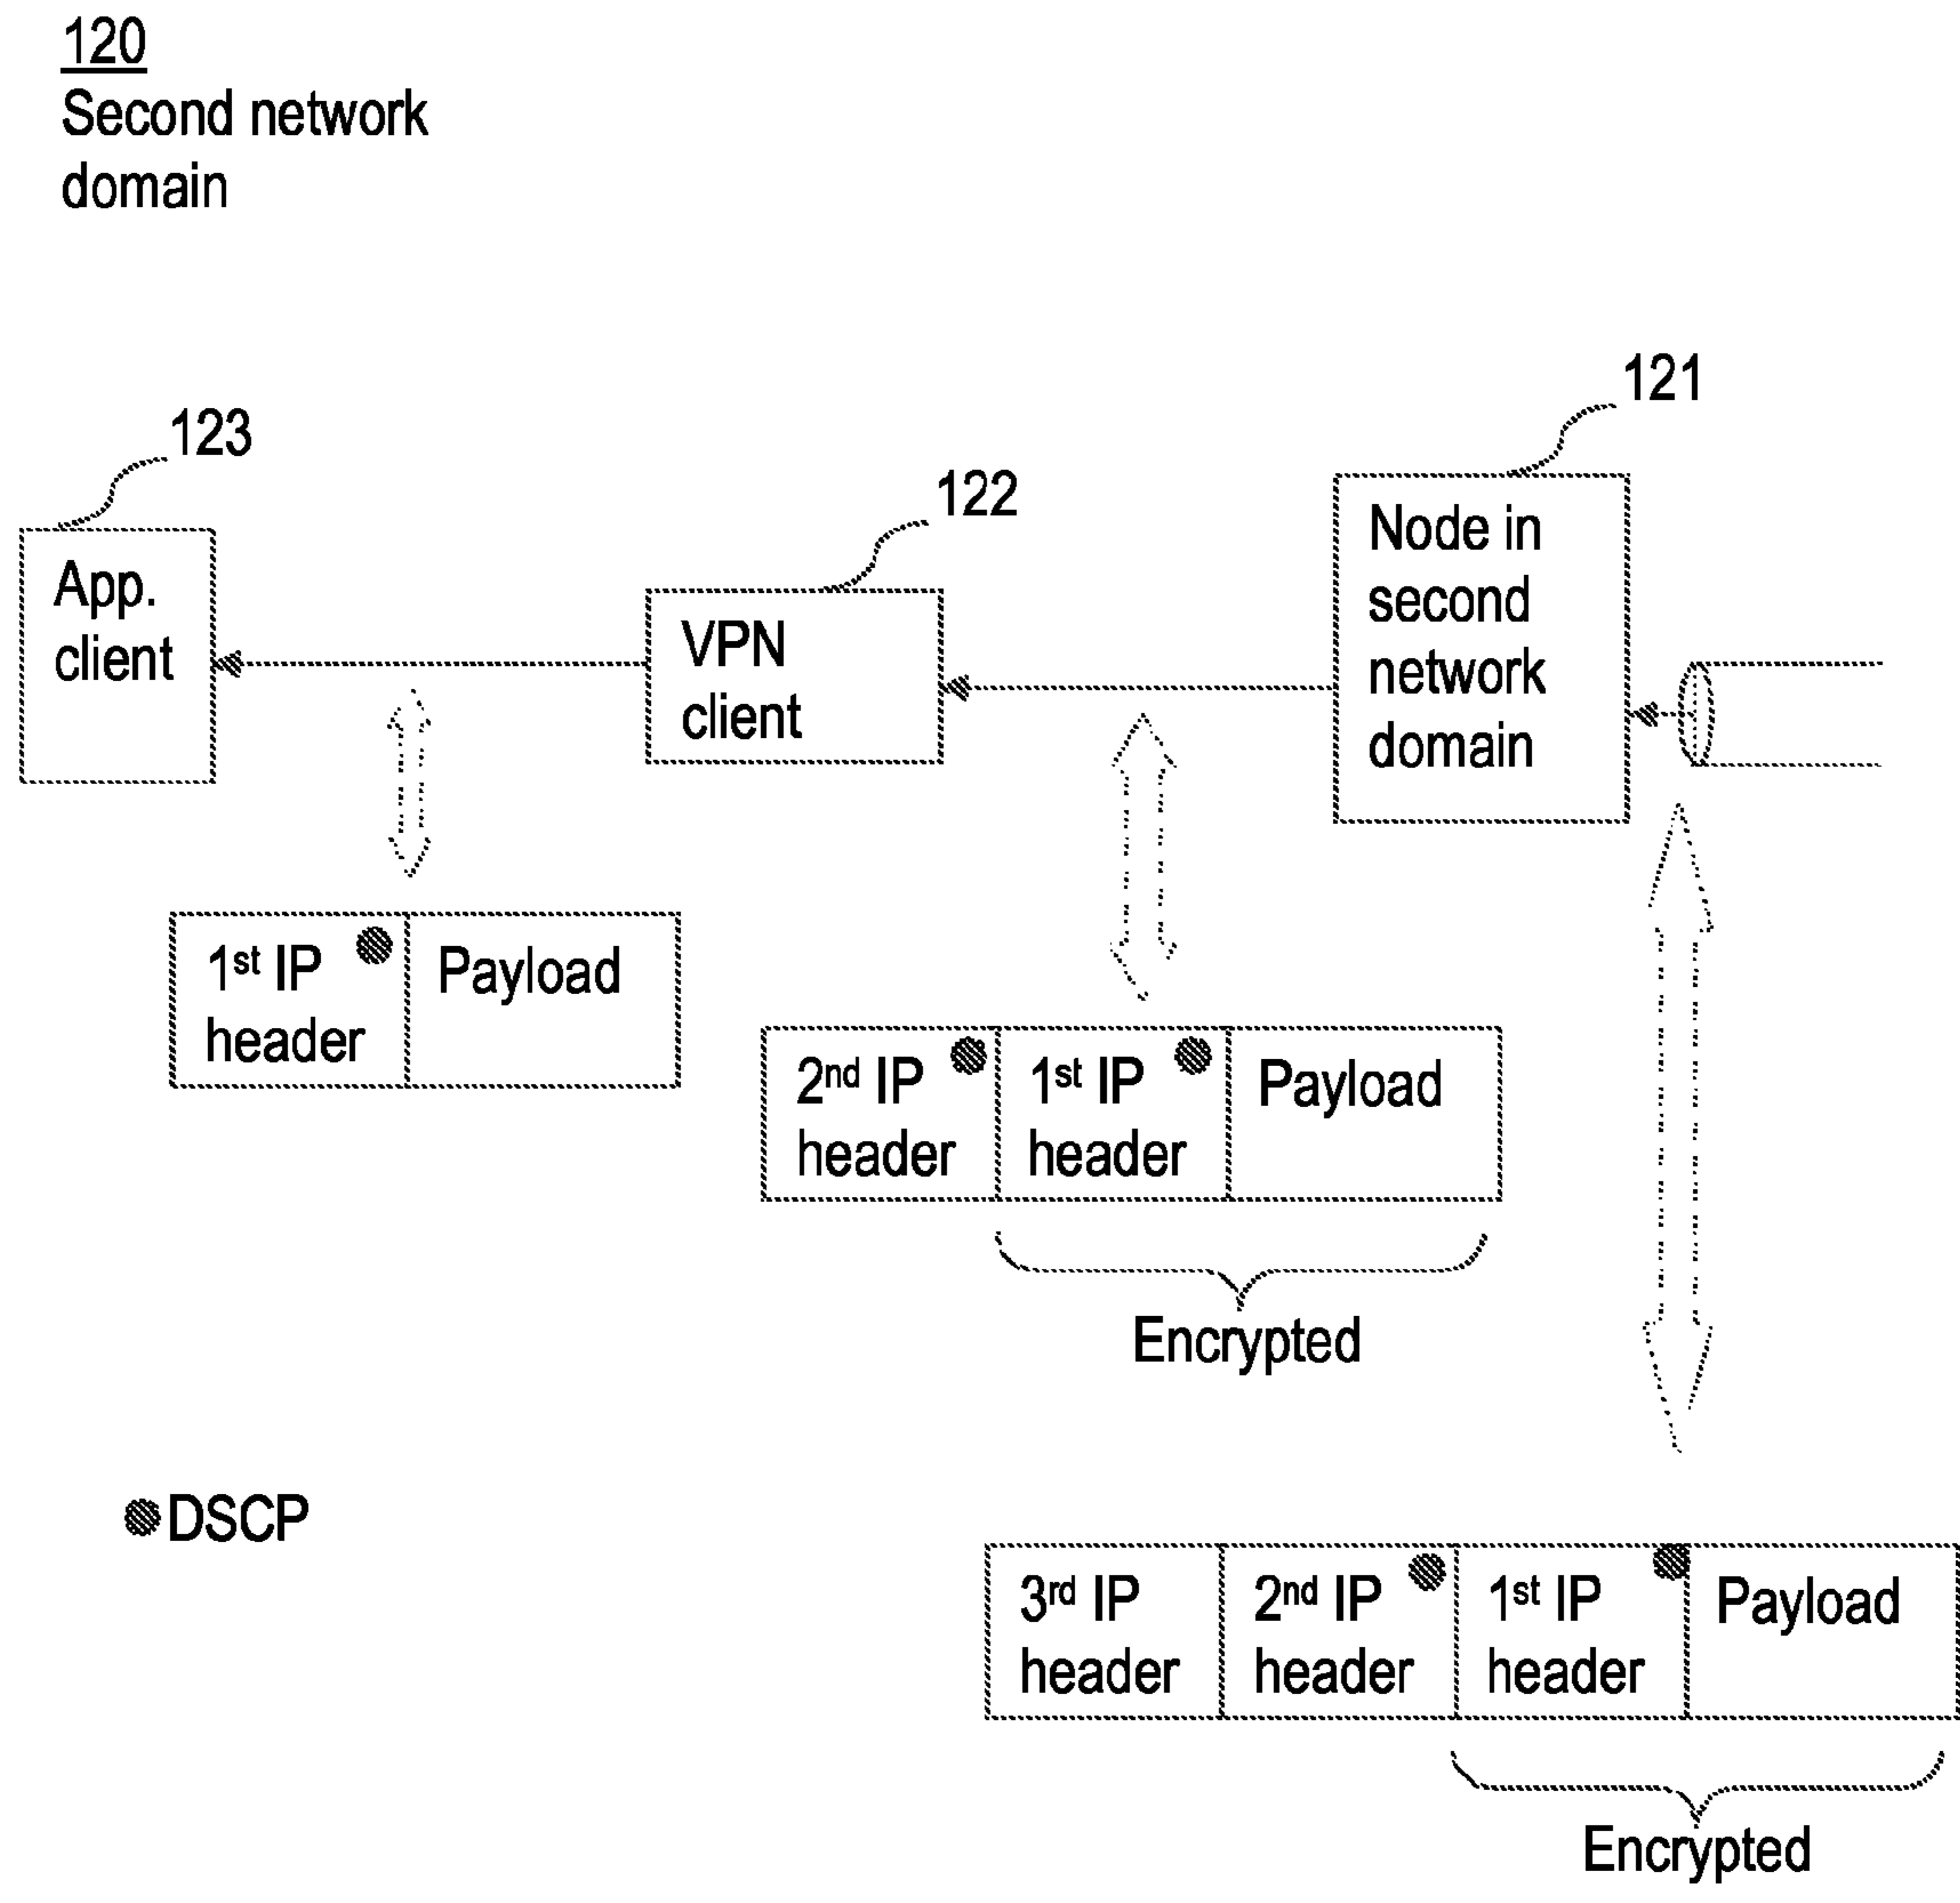 120
Second network
domain
121
123
122
App.
client
VPN
client
Node in
second
network
domain
1st IP
header
Payload
2nd IP
header
1st IP
header
Payload
Encrypted
DSCP
3rd IP
header
2nd IP
header
1st IP
header
Payload
Encrypted